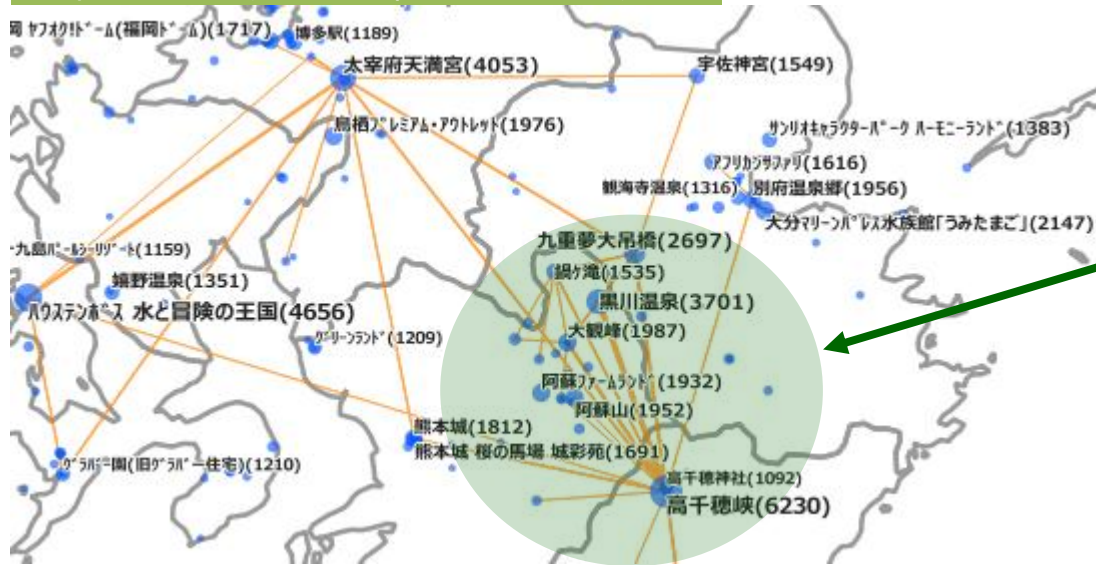 岡 ヤフオク!ﾄﾞｰﾑ(福岡ﾄﾞｰﾑ)(1717)
博多駅(1189)
太宰府天満宮(4053)
宇佐神宮(1549)
鳥栖ﾌﾟﾚﾐｱﾑ･ｱｳﾄﾚｯﾄ(1976)
ｻﾝﾘｵｷｬﾗｸﾀｰﾊﾟｰｸ ﾊｰﾓﾆｰﾗﾝﾄﾞ(1383)
ｱﾌﾘｶﾝｻﾌｧﾘ(1616)
観海寺温泉(1316)
別府温泉郷(1956)
大分ﾏﾘｰﾝﾊﾟﾚｽ水族館「うみたまご」(2147)
九重夢大吊橋(2697)
九島ﾊﾟｰﾙｼｰﾘｿﾞｰﾄ(1159)
鍋ケ滝(1535)
嬉野温泉(1351)
黒川温泉(3701)
ﾊｳｽﾃﾝﾎﾞｽ 水と冒険の王国(4656)
大観峰(1987)
ｸﾞﾘｰﾝﾗﾝﾄﾞ(1209)
阿蘇ﾌｧｰﾑﾗﾝﾄﾞ(1932)
阿蘇山(1952)
熊本城(1812)
熊本城 桜の馬場 城彩苑(1691)
ｸﾞﾗﾊﾞｰ園(旧ｸﾞﾗﾊﾞｰ住宅)(1210)
高千穂神社(1092)
高千穂峡(6230)